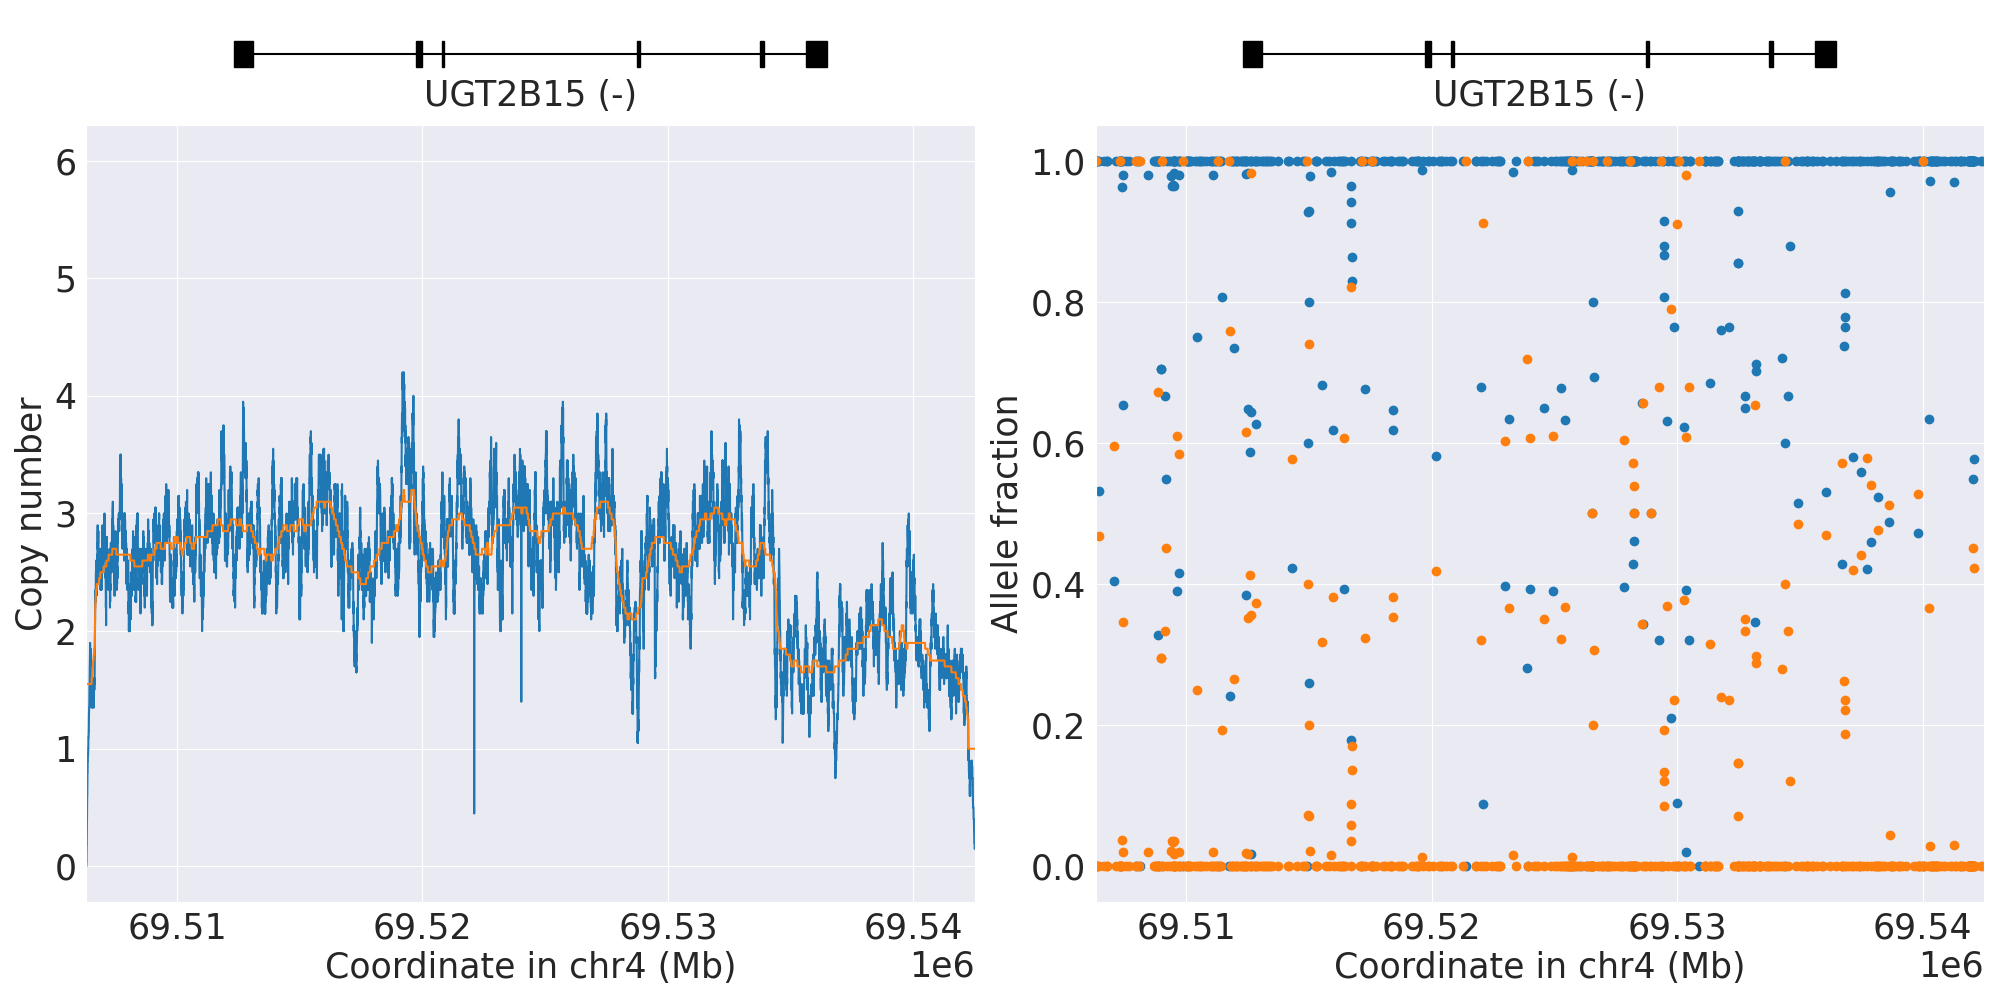 UGT2B15 (-)
UGT2B15 (-)
Copy number
6
5
4
3
2
1
0
69.51
69.52
69.53
69.54
Coordinate in chr4 (Mb)
1e6
Allele fraction
1.0
0.8
0.6
0.4
0.2
0.0
69.51
69.52
69.53
69.54
Coordinate in chr4 (Mb)
1e6